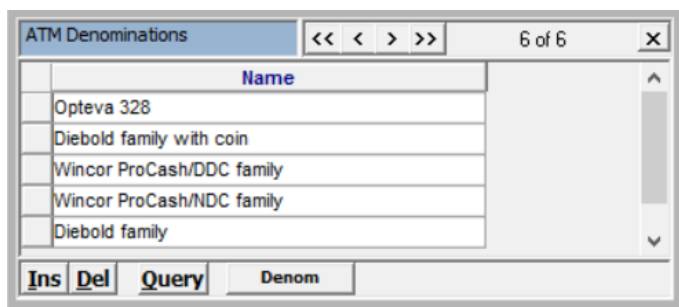 ATM Denominations << < > >> 6 of 6 X
Name
Opteva 328
Diebold family with coin
Wincor ProCash/DDC family
Wincor ProCash/NDC family
Diebold family
Ins Del Query Denom